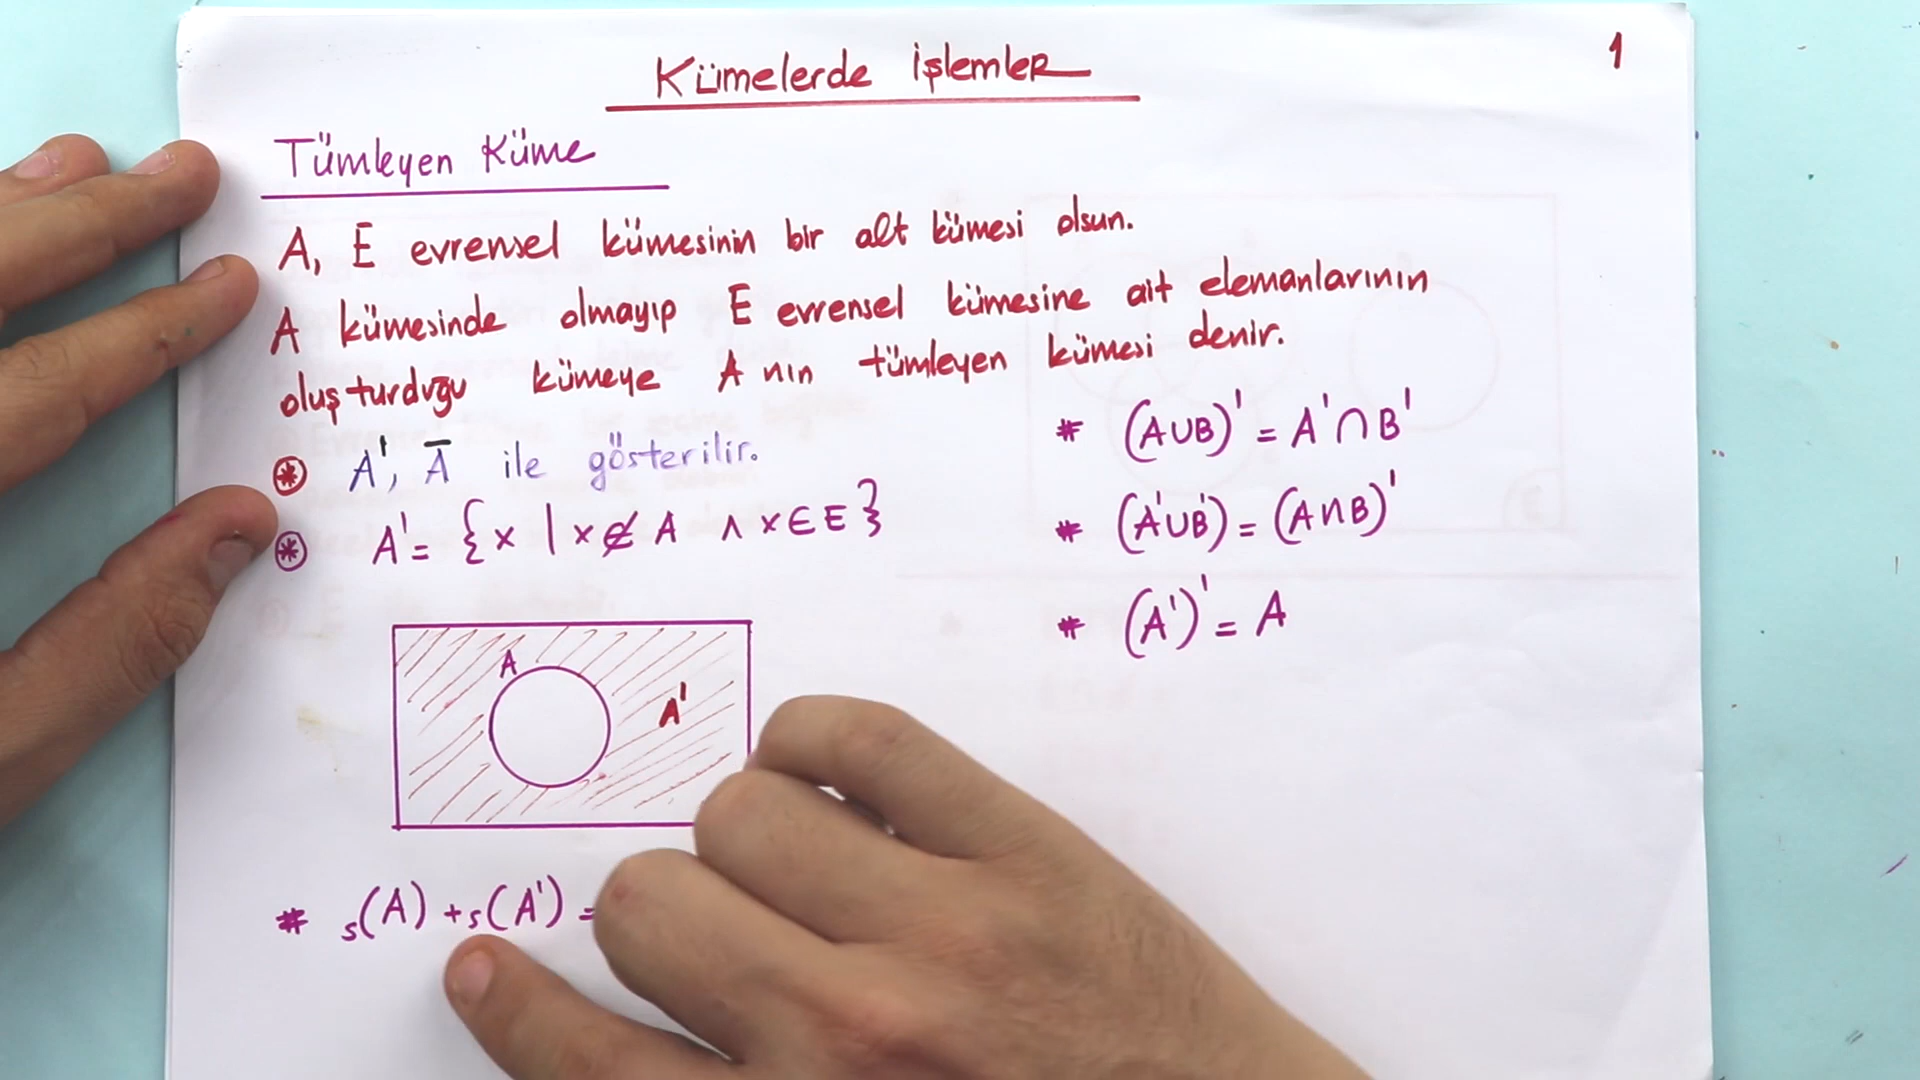 Kümelerde İşlemler
1
Tümleyen Küme
A, E evrensel kümesinin bir alt kümesi olsun.
A kümesinde olmayıp E evrensel kümesine ait elemanlarının
oluşturduğu kümeye A nın tümleyen kümesi denir.
⊛ A', Ā ile gösterilir.
⊛ A' = {x | x ∉ A ∧ x ∈ E}
A
A'
* s(A) + s(A') =
* (A∪B)' = A'∩B'
* (A'∪B') = (A∩B)'
* (A')' = A